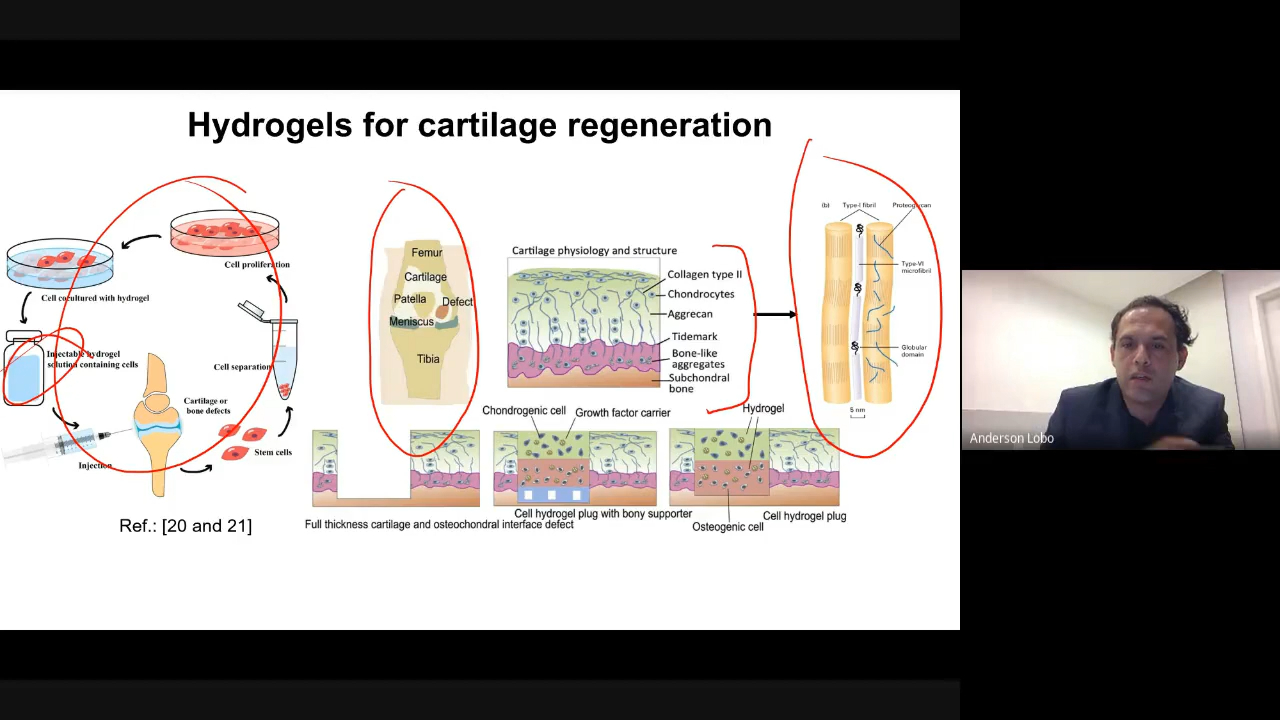 Hydrogels for cartilage regeneration
Cell proliferation
Cell cocultured with hydrogel
Injectable hydrogel
solution containing cells
Cell separation
Cartilage or
bone defects
Stem cells
Injection
Ref.: [20 and 21]
Femur
Cartilage
Patella
Defect
Meniscus
Tibia
Cartilage physiology and structure
Collagen type II
Chondrocytes
Aggrecan
Tidemark
Bone-like
aggregates
Subchondral
bone
(b)
Type-I fibril
Proteoglycan
Type-VI
microfibril
Globular
domain
5 nm
Chondrogenic cell
Growth factor carrier
Hydrogel
Full thickness cartilage and osteochondral interface defect
Cell hydrogel plug with bony supporter
Osteogenic cell
Cell hydrogel plug
Anderson Lobo